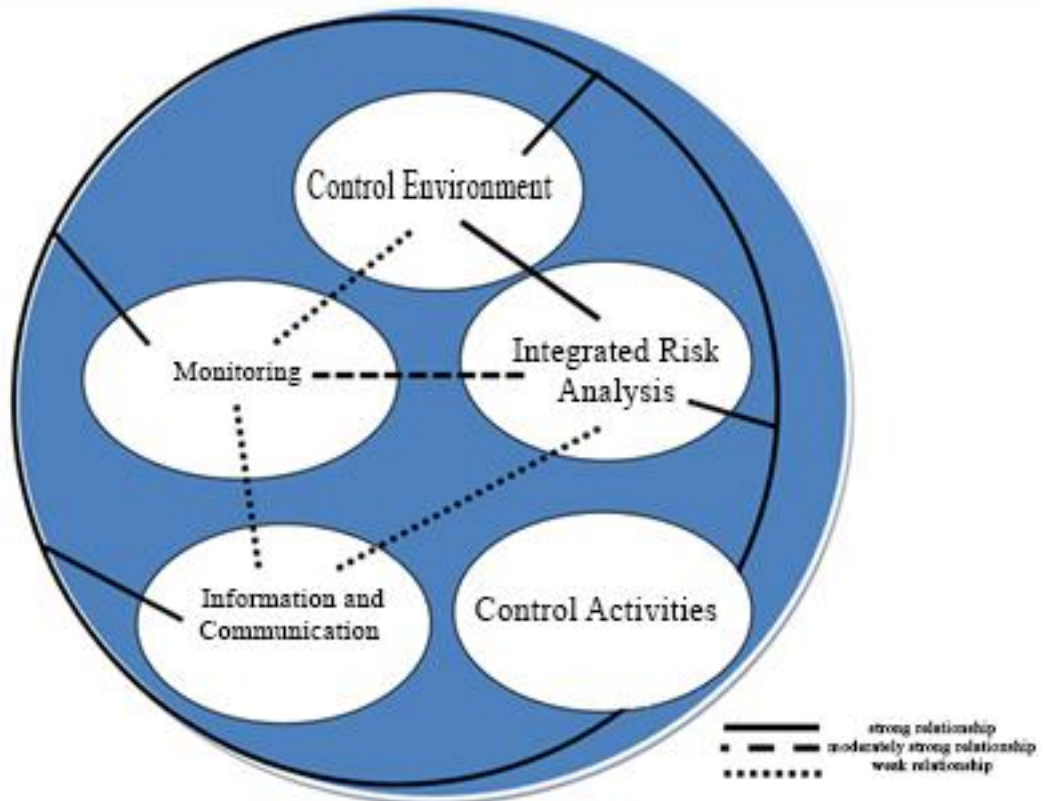 Control Environment
Integrated Risk
Analysis
Monitoring
Information and
Communication
Control Activities
strong relationship
moderately strong relationship
weak relationship